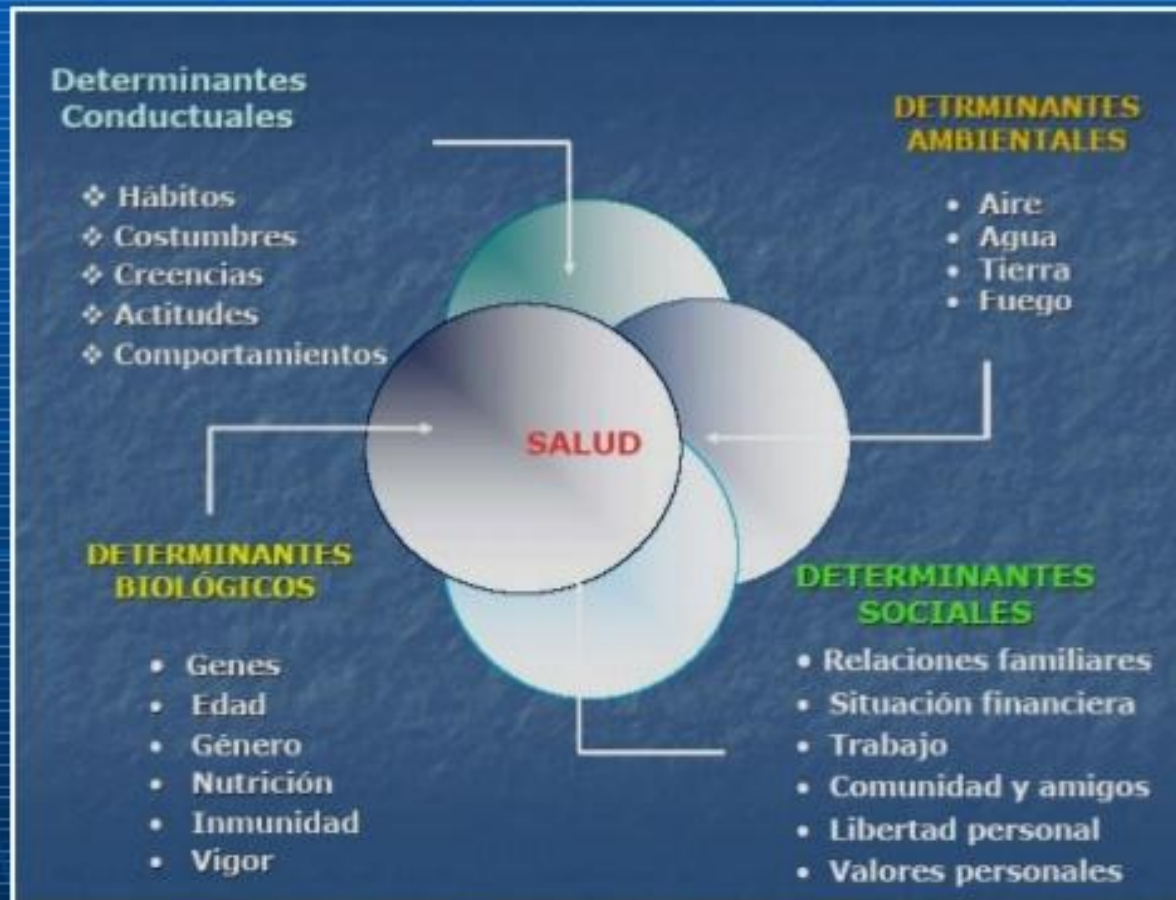 Determinantes
Conductuales
❖ Hábitos
❖ Costumbres
❖ Creencias
❖ Actitudes
❖ Comportamientos
DETRMINANTES
AMBIENTALES
• Aire
• Agua
• Tierra
• Fuego
SALUD
DETERMINANTES
BIOLÓGICOS
• Genes
• Edad
• Género
• Nutrición
• Inmunidad
• Vigor
DETERMINANTES
SOCIALES
• Relaciones familiares
• Situación financiera
• Trabajo
• Comunidad y amigos
• Libertad personal
• Valores personales